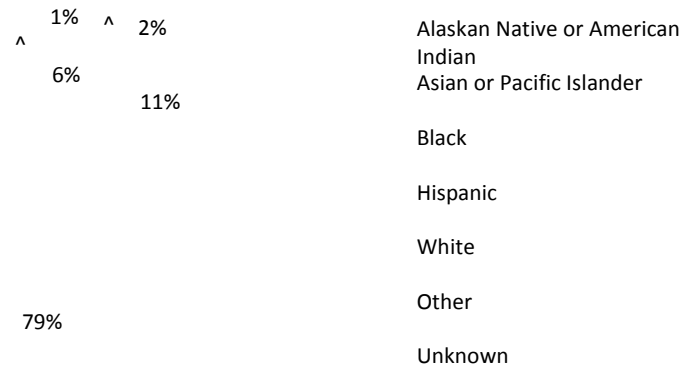 1%
^
2%
^
6%
11%
79%
Alaskan Native or American
Indian
Asian or Pacific Islander
Black
Hispanic
White
Other
Unknown